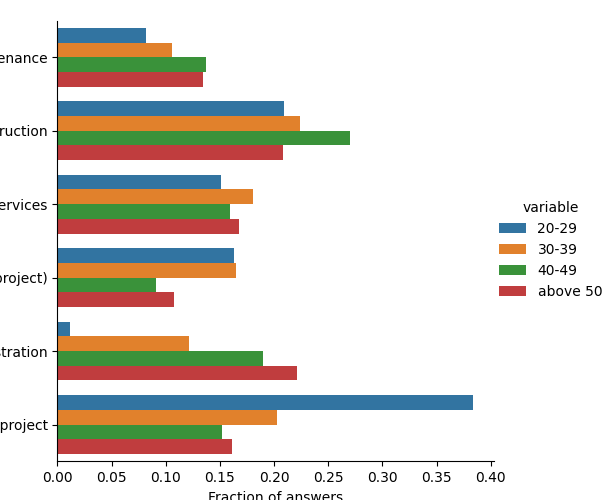 enance
ruction
ervices
project)
stration
project
0.00 0.05 0.10 0.15 0.20 0.25 0.30 0.35 0.40
Fraction of answers
variable
20-29
30-39
40-49
above 50